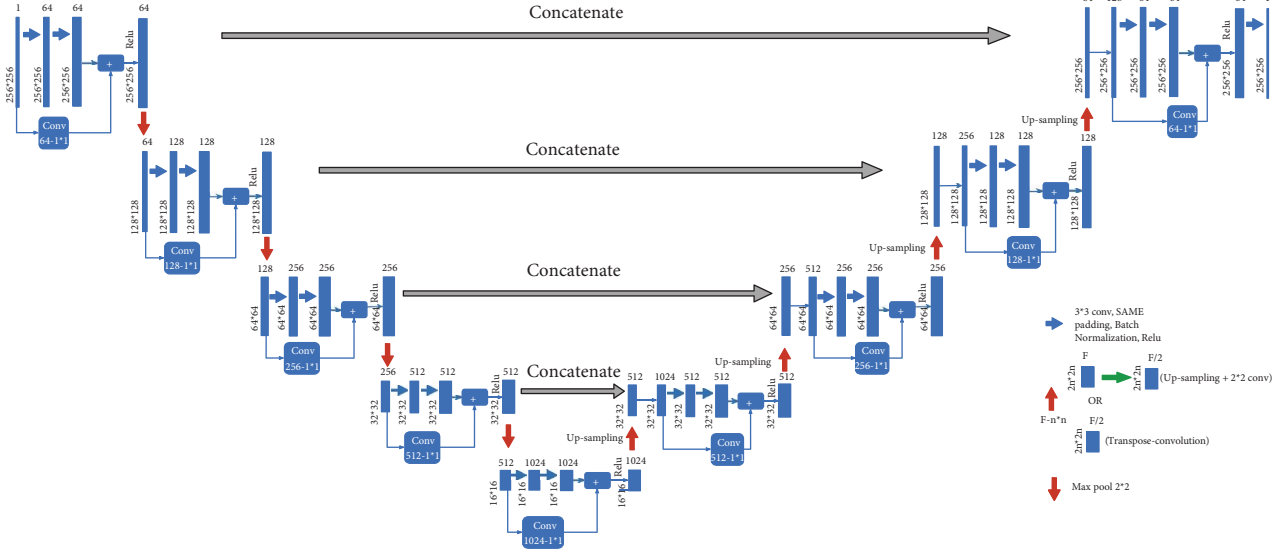 Concatenate
1 64 64 64
256*256 256*256 256*256 Relu 256*256
+
Conv
64-1*1
256*256 256*256 256*256 256*256 Relu 256*256
+
Conv
64-1*1
Up-sampling
Concatenate
64 128 128 128
128*128 128*128 128*128 Relu 128*128
+
Conv
128-1*1
128 256 128 128 128
128*128 128*128 128*128 128*128 Relu 128*128
+
Conv
128-1*1
Up-sampling
Concatenate
128 256 256 256
64*64 64*64 64*64 Relu 64*64
+
Conv
256-1*1
256 512 256 256 256
64*64 64*64 64*64 64*64 Relu 64*64
+
Conv
256-1*1
Up-sampling
Concatenate
256 512 512 512
32*32 32*32 32*32 Relu 32*32
+
Conv
512-1*1
512 1024 512 512 512
32*32 32*32 32*32 32*32 Relu 32*32
+
Conv
512-1*1
Up-sampling
512 1024 1024 1024
16*16 16*16 16*16 Relu 16*16
+
Conv
1024-1*1
3*3 conv, SAME
padding, Batch
Normalization, Relu
F F/2
2n* 2n 2n* 2n (Up-sampling + 2*2 conv)
OR
F-n*n
F/2
2n* 2n (Transpose-convolution)
Max pool 2*2